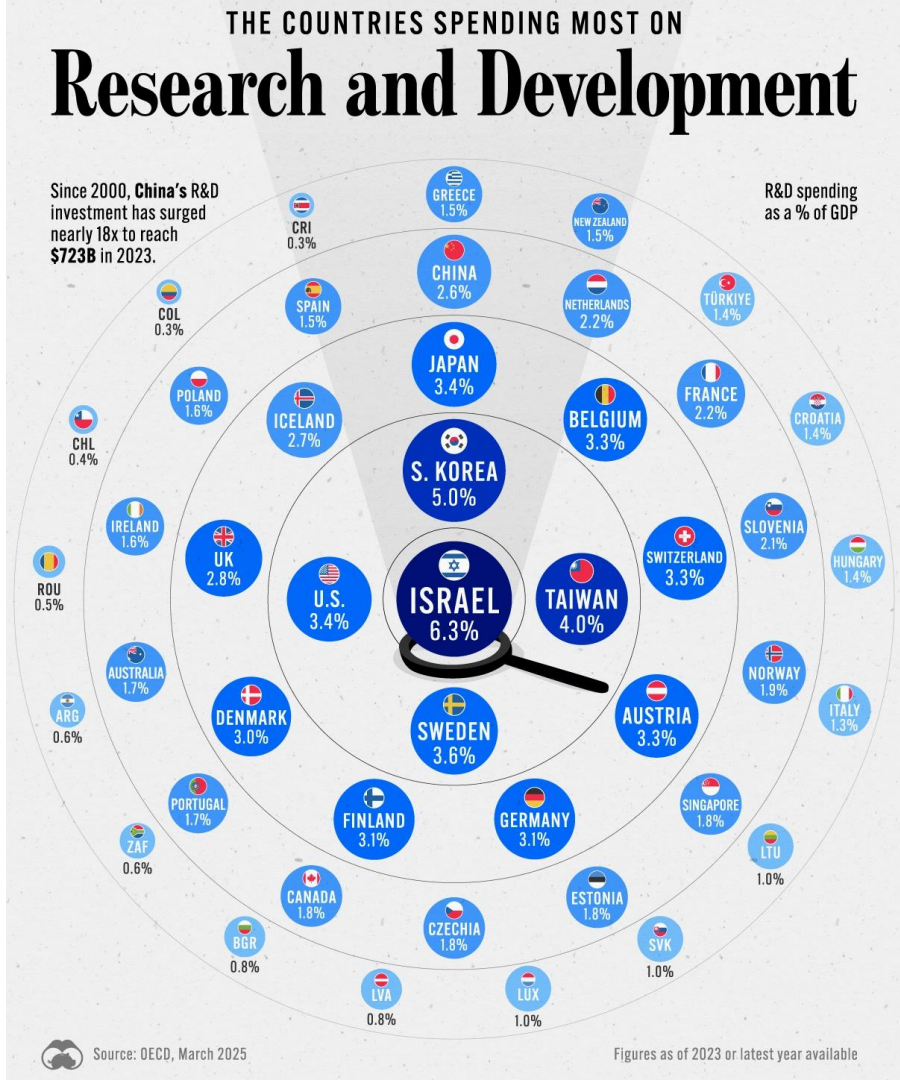 THE COUNTRIES SPENDING MOST ON
Research and Development
Since 2000, China's R&D
investment has surged
nearly 18x to reach
$723B in 2023.
R&D spending
as a % of GDP
ISRAEL
6.3%
S. KOREA
5.0%
TAIWAN
4.0%
SWEDEN
3.6%
U.S.
3.4%
JAPAN
3.4%
BELGIUM
3.3%
SWITZERLAND
3.3%
AUSTRIA
3.3%
GERMANY
3.1%
FINLAND
3.1%
DENMARK
3.0%
UK
2.8%
ICELAND
2.7%
CHINA
2.6%
NETHERLANDS
2.2%
FRANCE
2.2%
SLOVENIA
2.1%
NORWAY
1.9%
SINGAPORE
1.8%
ESTONIA
1.8%
CZECHIA
1.8%
CANADA
1.8%
PORTUGAL
1.7%
AUSTRALIA
1.7%
IRELAND
1.6%
POLAND
1.6%
SPAIN
1.5%
GREECE
1.5%
NEW ZEALAND
1.5%
TÜRKIYE
1.4%
CROATIA
1.4%
HUNGARY
1.4%
ITALY
1.3%
LTU
1.0%
SVK
1.0%
LUX
1.0%
LVA
0.8%
BGR
0.8%
ZAF
0.6%
ARG
0.6%
ROU
0.5%
CHL
0.4%
COL
0.3%
CRI
0.3%
Source: OECD, March 2025
Figures as of 2023 or latest year available